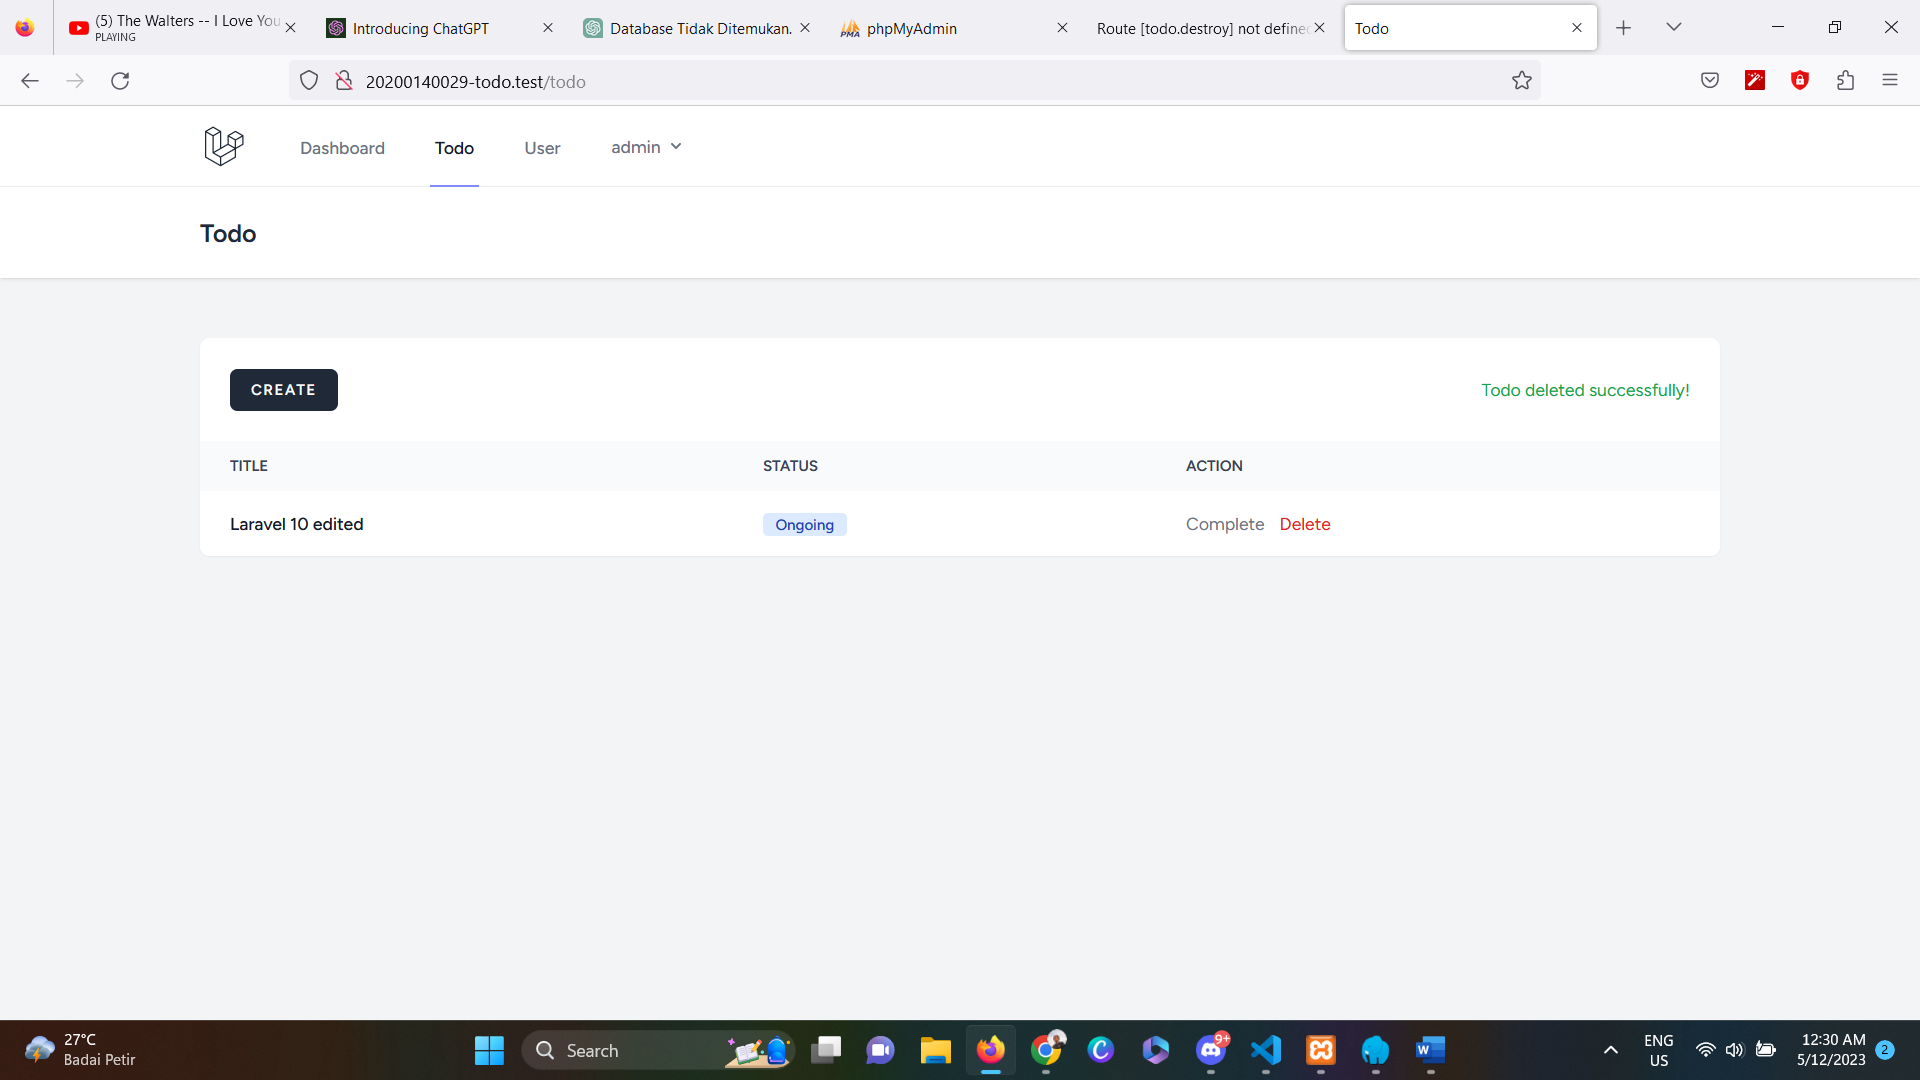 (5) The Walters -- I Love You
PLAYING
Introducing ChatGPT
Database Tidak Ditemukan.
PMA
phpMyAdmin
Route [todo.destroy] not defined
Todo
20200140029-todo.test/todo
Dashboard
Todo
User
admin
Todo
CREATE
Todo deleted successfully!
TITLE
STATUS
ACTION
Laravel 10 edited
Ongoing
Complete
Delete
27°C
Badai Petir
Search
9+
ENG
US
12:30 AM
5/12/2023
2